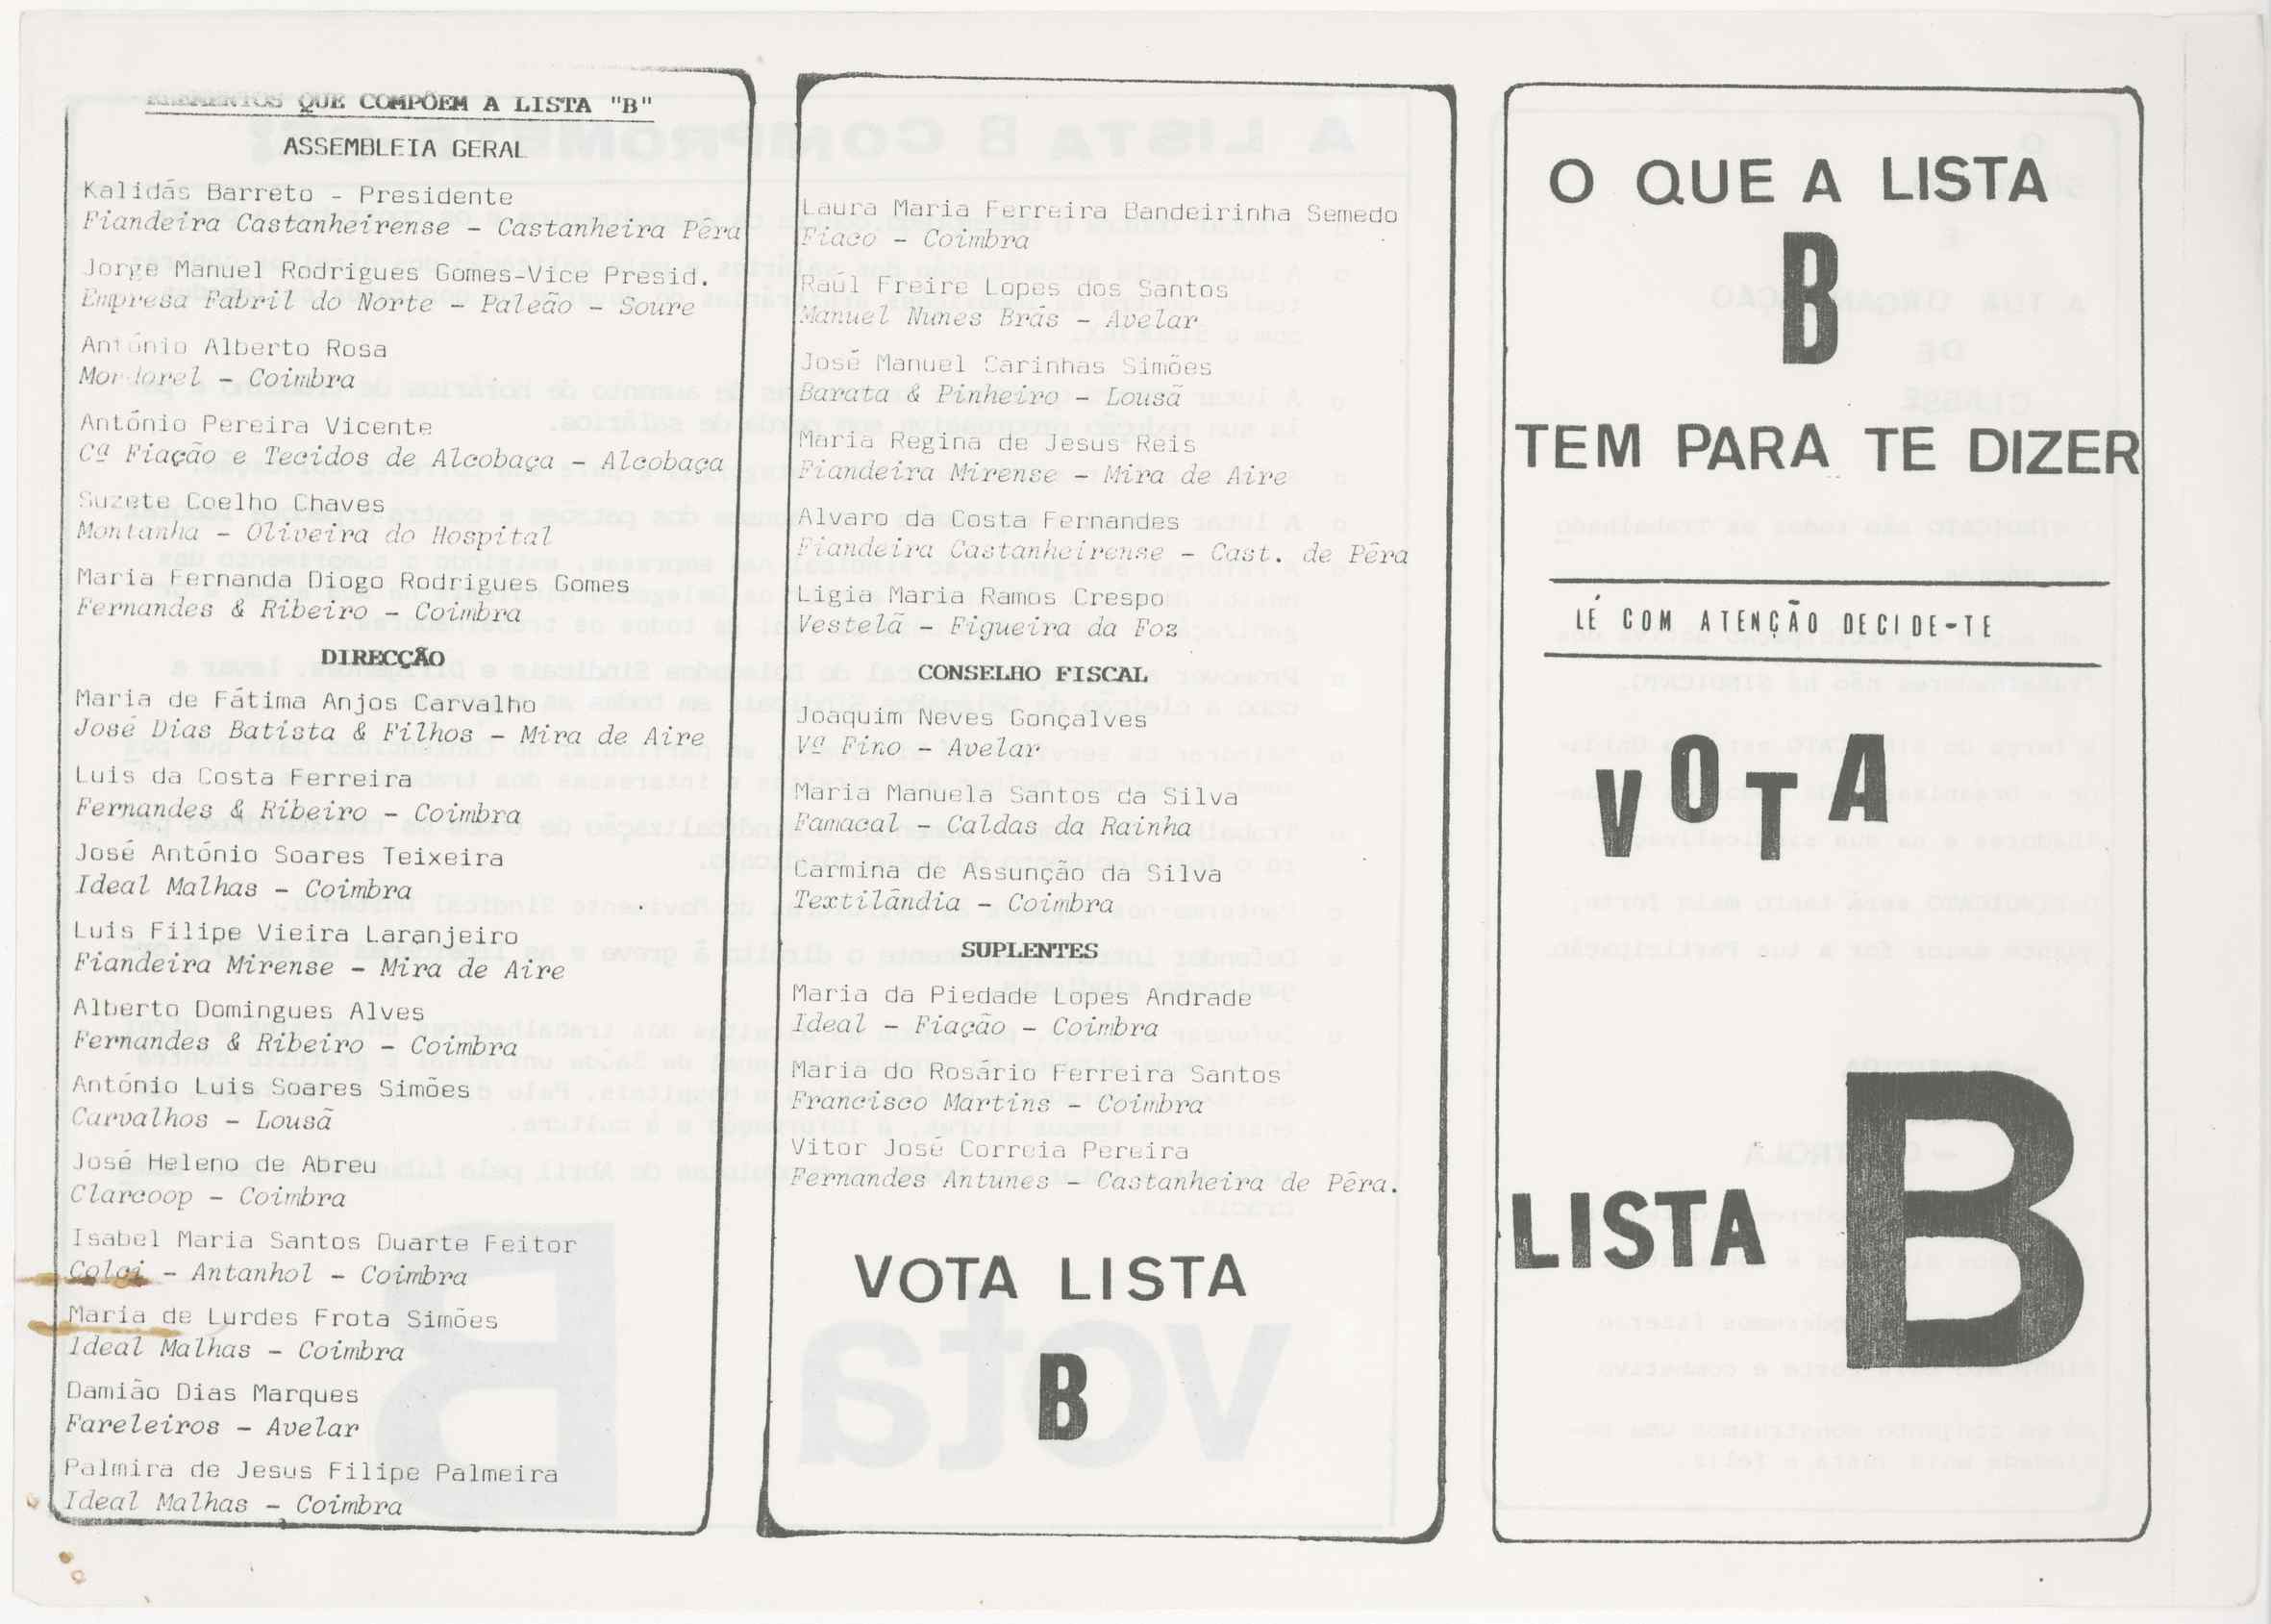 ELEMENTOS QUE COMPÕEM A LISTA "B"
ASSEMBLEIA GERAL
Kalidás Barreto - Presidente
Fiandeira Castanheirense - Castanheira Pêra
Jorge Manuel Rodrigues Gomes-Vice Presid.
Empresa Fabril do Norte - Paleão - Soure
António Alberto Rosa
- Coimbra
António Pereira Vicente
Cª Fiação e Tecidos de Alcobaça - Alcobaça
Suzete Coelho Chaves
Montanha - Oliveira do Hospital
Maria Fernanda Diogo Rodrigues Gomes
Fernandes & Ribeiro - Coimbra
DIRECÇÃO
Maria de Fátima Anjos Carvalho
José Dias Batista & Filhos - Mira de Aire
Luis da Costa Ferreira
Fernandes & Ribeiro - Coimbra
José António Soares Teixeira
Ideal Malhas - Coimbra
Luis Filipe Vieira Laranjeiro
Fiandeira Mirense - Mira de Aire
Alberto Domingues Alves
Fernandes & Ribeiro - Coimbra
António Luis Soares Simões
Carvalhos - Lousã
José Heleno de Abreu
Clarcoop - Coimbra
Isabel Maria Santos Duarte Feitor
- Antanhol - Coimbra
Maria de Lurdes Frota Simões
Ideal Malhas - Coimbra
Damião Dias Marques
Fareleiros - Avelar
Palmira de Jesus Filipe Palmeira
Ideal Malhas - Coimbra
Laura Maria Ferreira Bandeirinha Semedo
Fiaco - Coimbra
Raúl Freire Lopes dos Santos
Manuel Nunes Brás - Avelar
José Manuel Carinhas Simões
Barata & Pinheiro - Lousã
Maria Regina de Jesus Reis
Fiandeira Mirense - Mira de Aire
Alvaro da Costa Fernandes
Fiandeira Castanheirense - Cast. de Pêra
Ligia Maria Ramos Crespo
Vestelã - Figueira da Foz
CONSELHO FISCAL
Joaquim Neves Gonçalves
Vª Fino - Avelar
Maria Manuela Santos da Silva
Famacal - Caldas da Rainha
Carmina de Assunção da Silva
Textilândia - Coimbra
SUPLENTES
Maria da Piedade Lopes Andrade
Ideal - Fiação - Coimbra
Maria do Rosário Ferreira Santos
Francisco Martins - Coimbra
Vitor José Correia Pereira
Fernandes Antunes - Castanheira de Pêra.
VOTA LISTA
B
O QUE A LISTA
B
TEM PARA TE DIZER
LÉ COM ATENÇÃO DECIDE-TE
VOTA
LISTA B